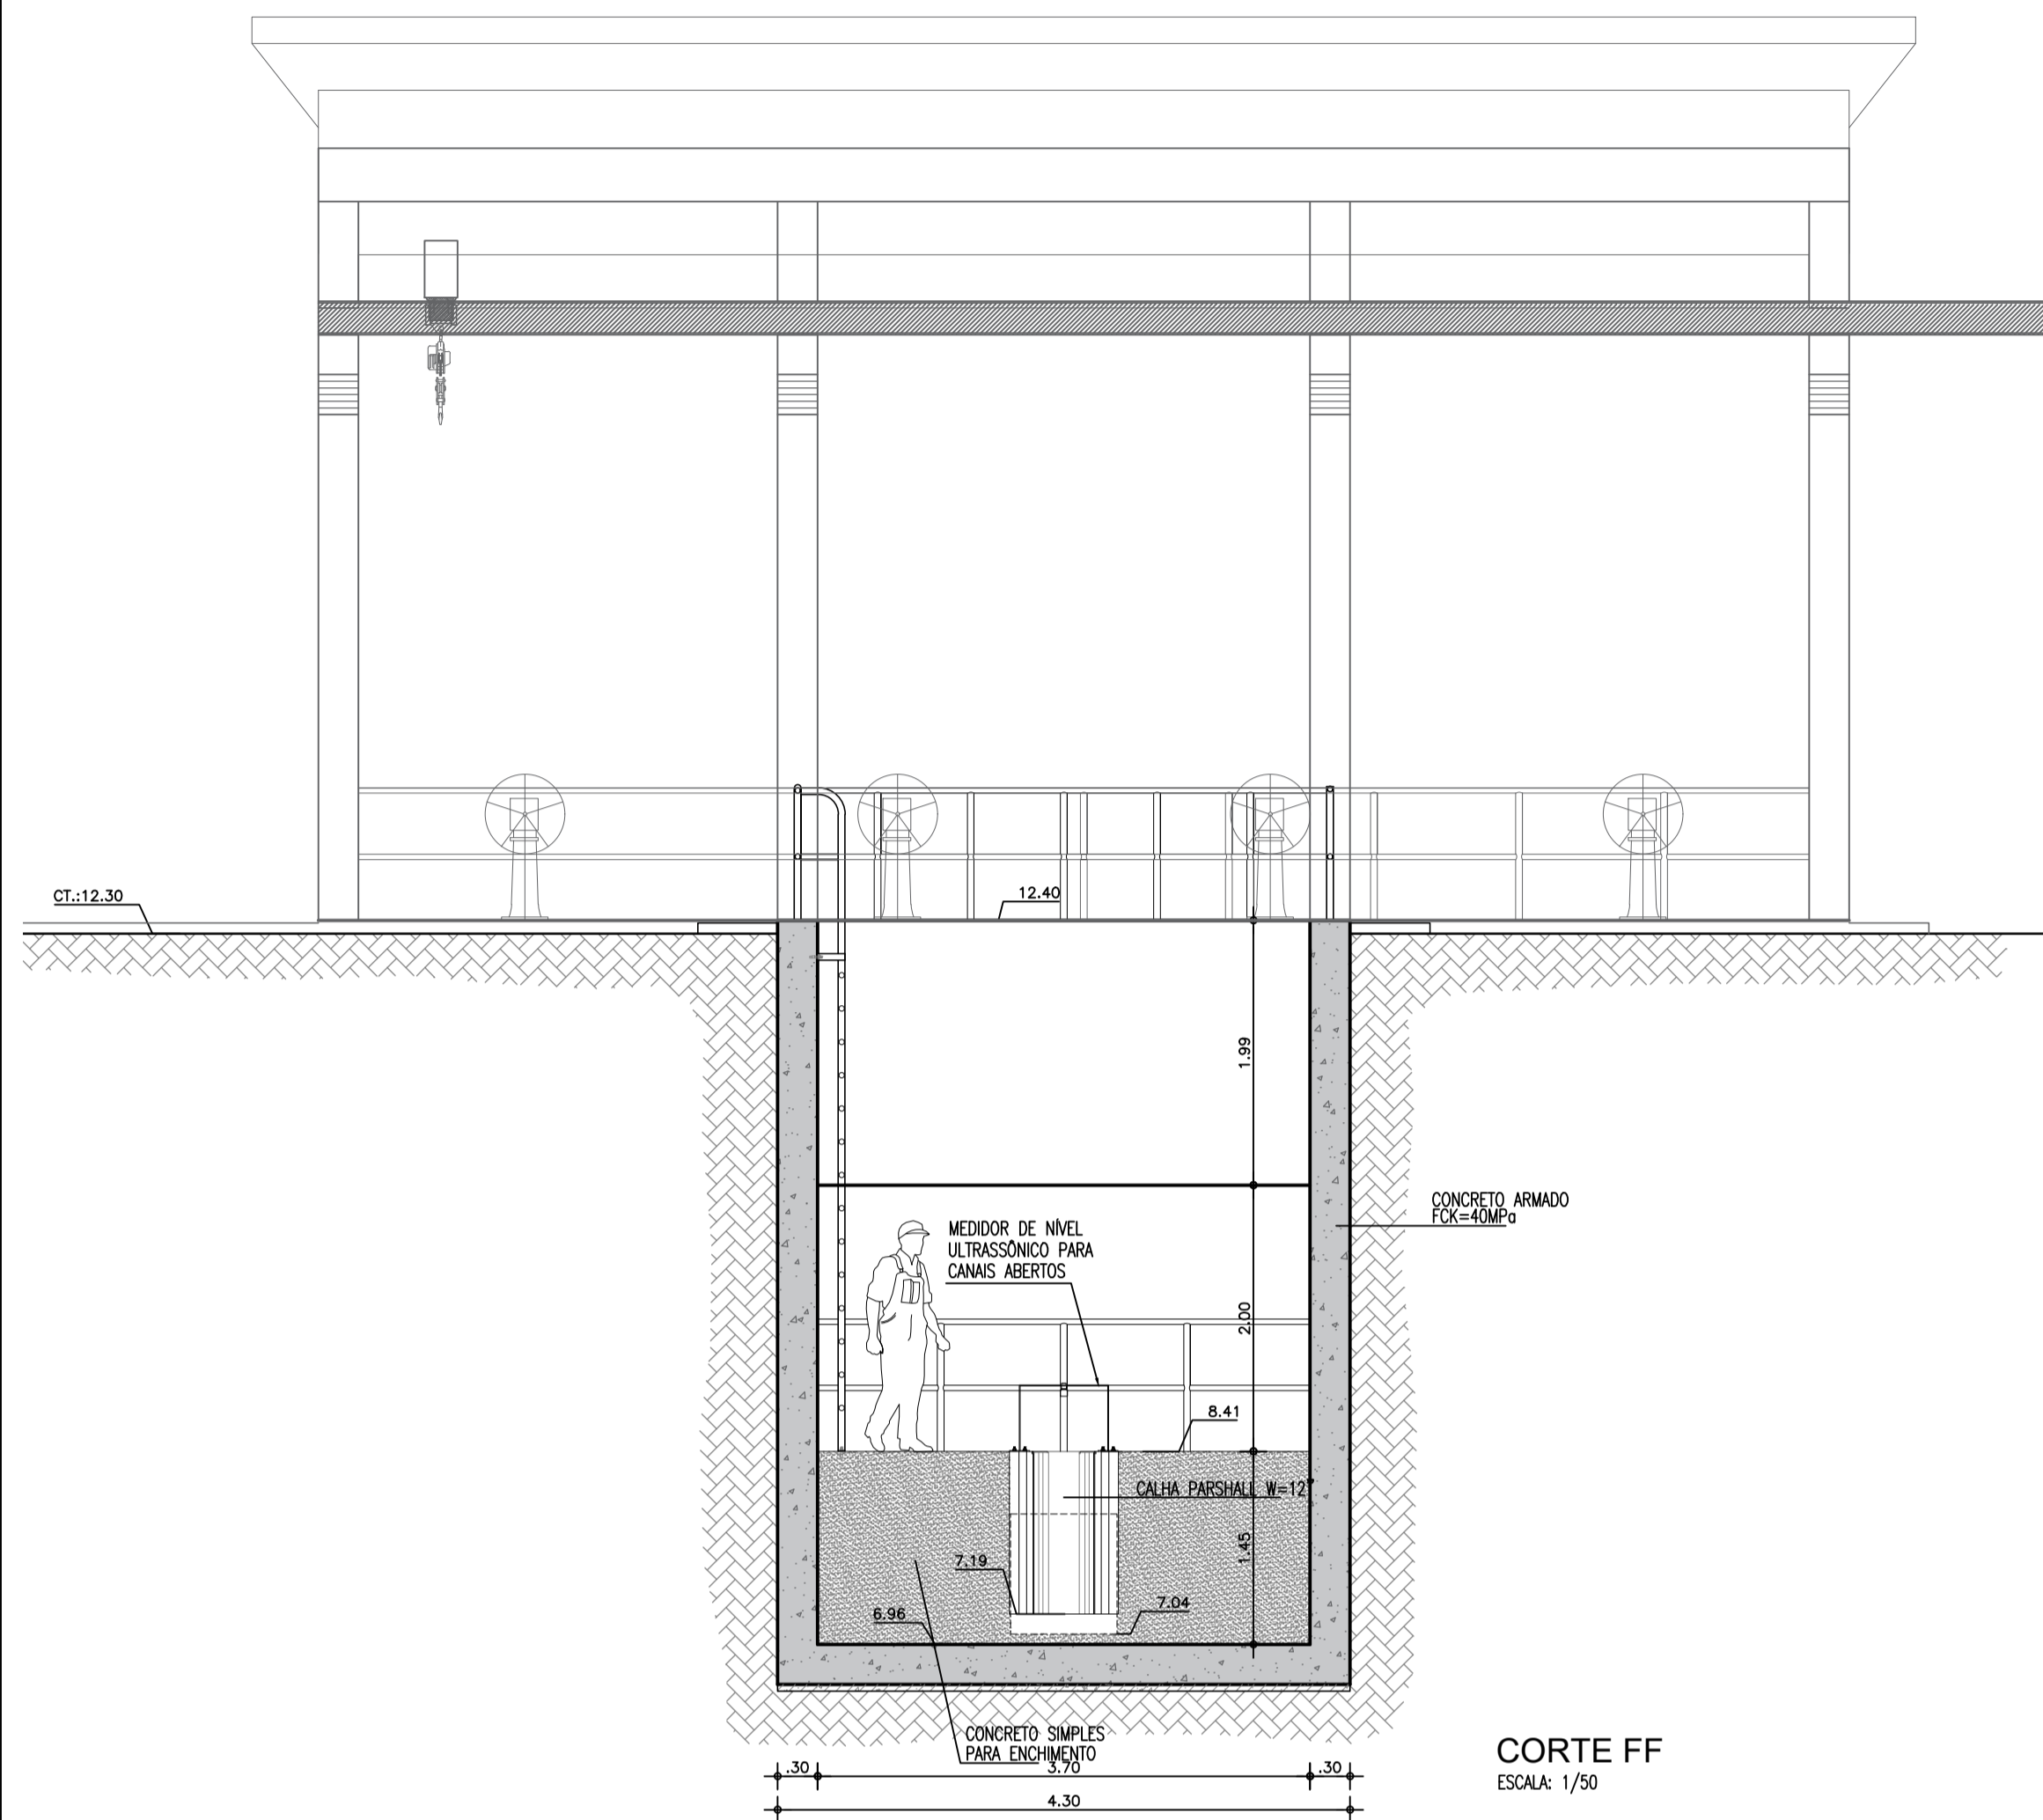 CT.:12.30
12.40
1.99
CONCRETO ARMADO
FCK=40MPa
MEDIDOR DE NÍVEL
ULTRASSÔNICO PARA
CANAIS ABERTOS
2.00
8.41
CALHA PARSHALL W=12"
1.45
7.19
7.04
6.96
CONCRETO SIMPLES
PARA ENCHIMENTO
.30
3.70
.30
4.30
CORTE FF
ESCALA: 1/50